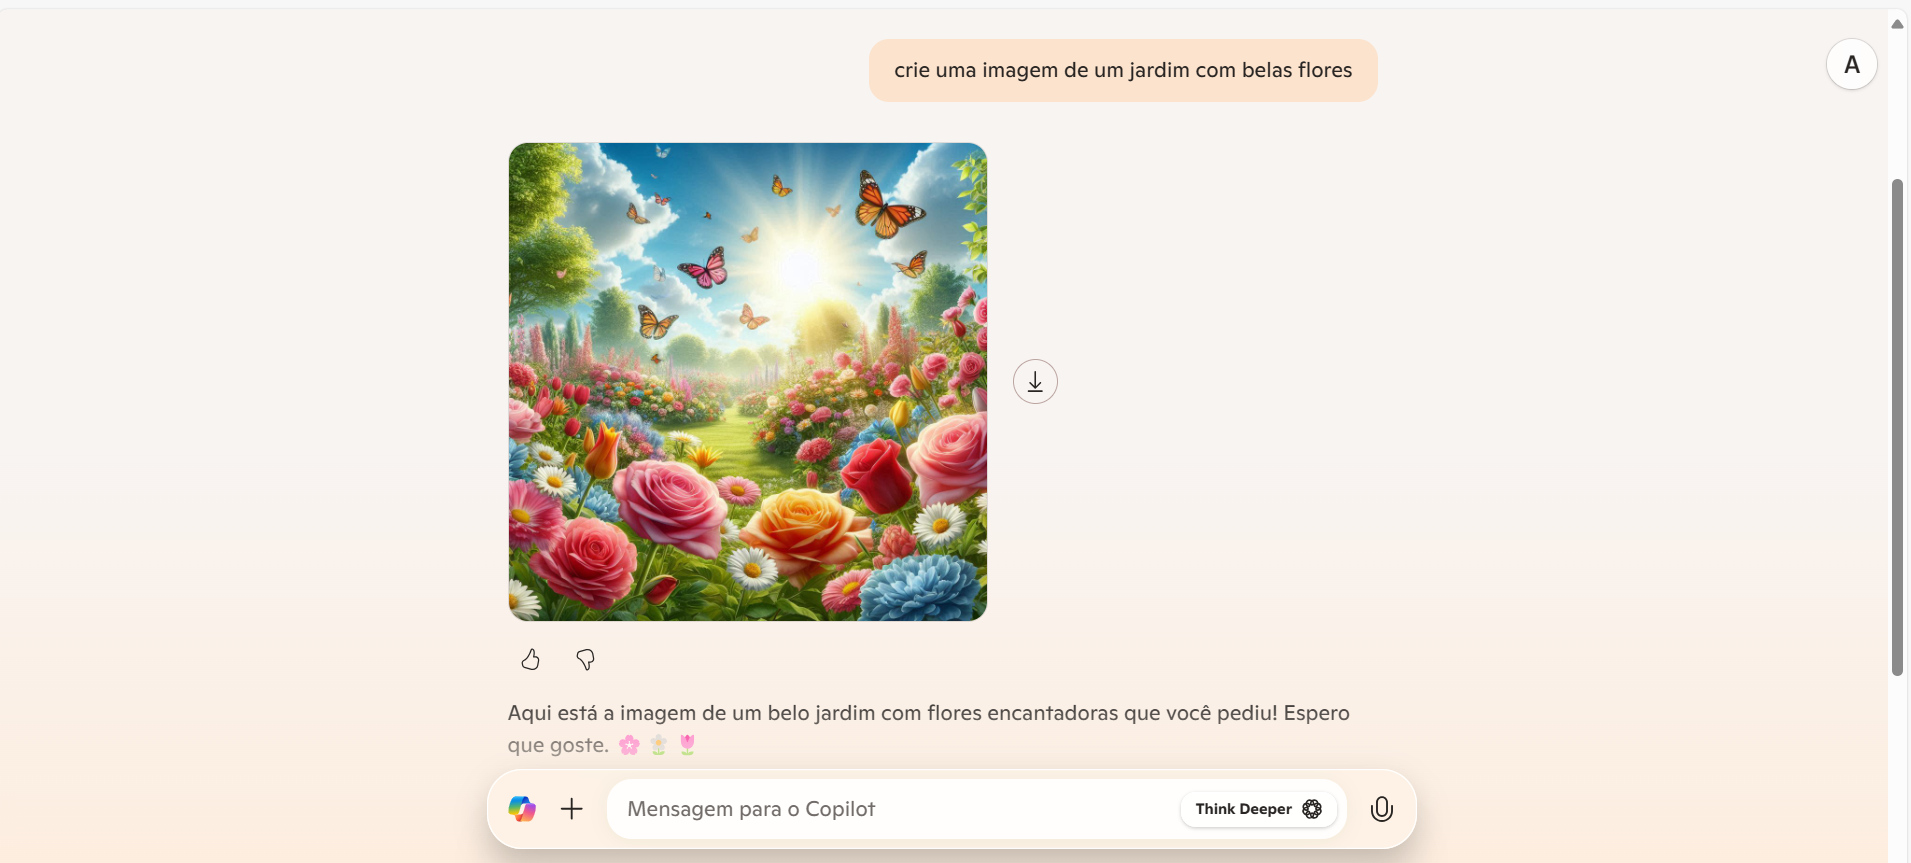 crie uma imagem de um jardim com belas flores
A
Aqui está a imagem de um belo jardim com flores encantadoras que você pediu! Espero
que goste. 🌸 🌼 🌷
Mensagem para o Copilot
Think Deeper